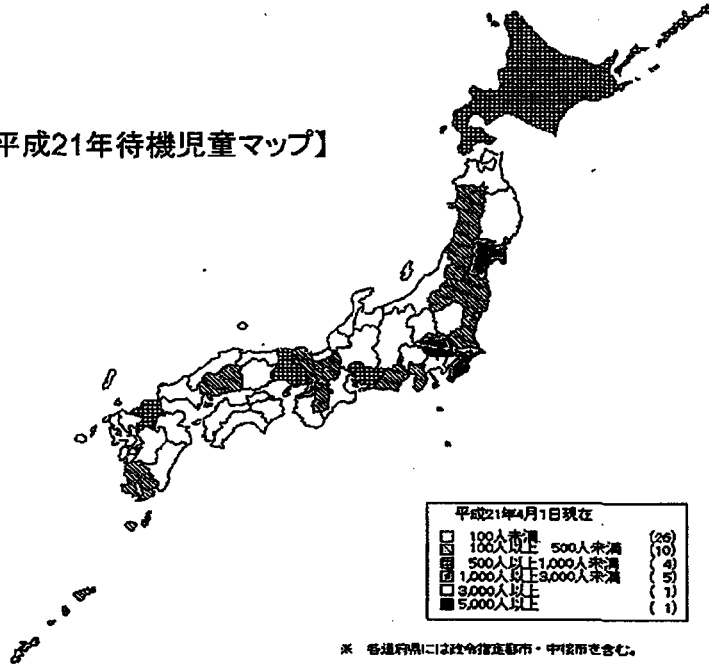 平成21年待機児童マップ】
平成21年4月1日現在
100人未満 (26)
100人以上 500人未満 (10)
500人以上1,000人未満 (4)
1,000人以上3,000人未満 (5)
3,000人以上 (1)
5,000人以上 (1)
※ 各道府県には政令指定都市・中核市を含む。